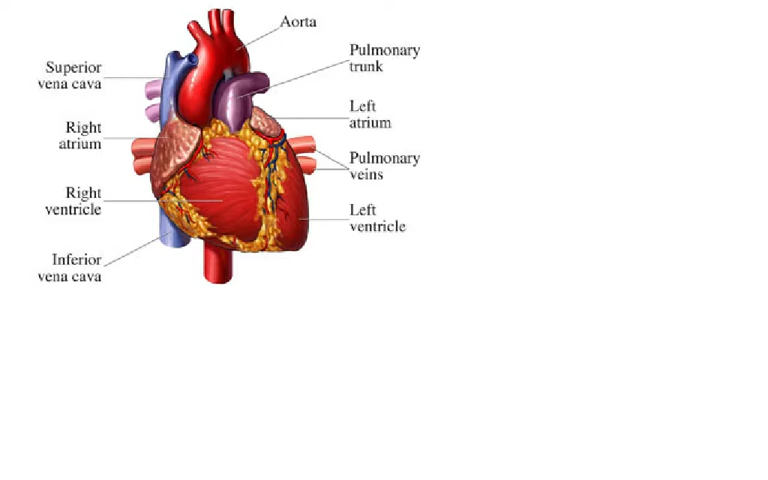 Aorta
Pulmonary
trunk
Superior
vena cava
Left
atrium
Right
atrium
Pulmonary
veins
Right
ventricle
Left
ventricle
Inferior
vena cava